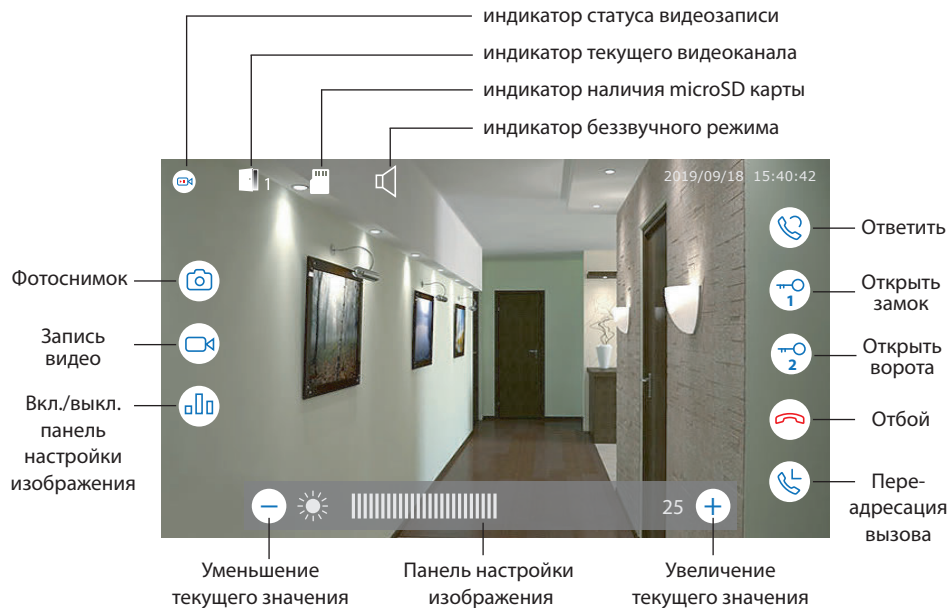 индикатор статуса видеозаписи
индикатор текущего видеоканала
индикатор наличия microSD карты
индикатор беззвучного режима
1
2019/09/18 15:40:42
Фотоснимок
Запись
видео
Вкл./выкл.
панель
настройки
изображения
Ответить
1
Открыть
замок
2
Открыть
ворота
Отбой
Пере-
адресация
вызова
25
Уменьшение
текущего значения
Панель настройки
изображения
Увеличение
текущего значения